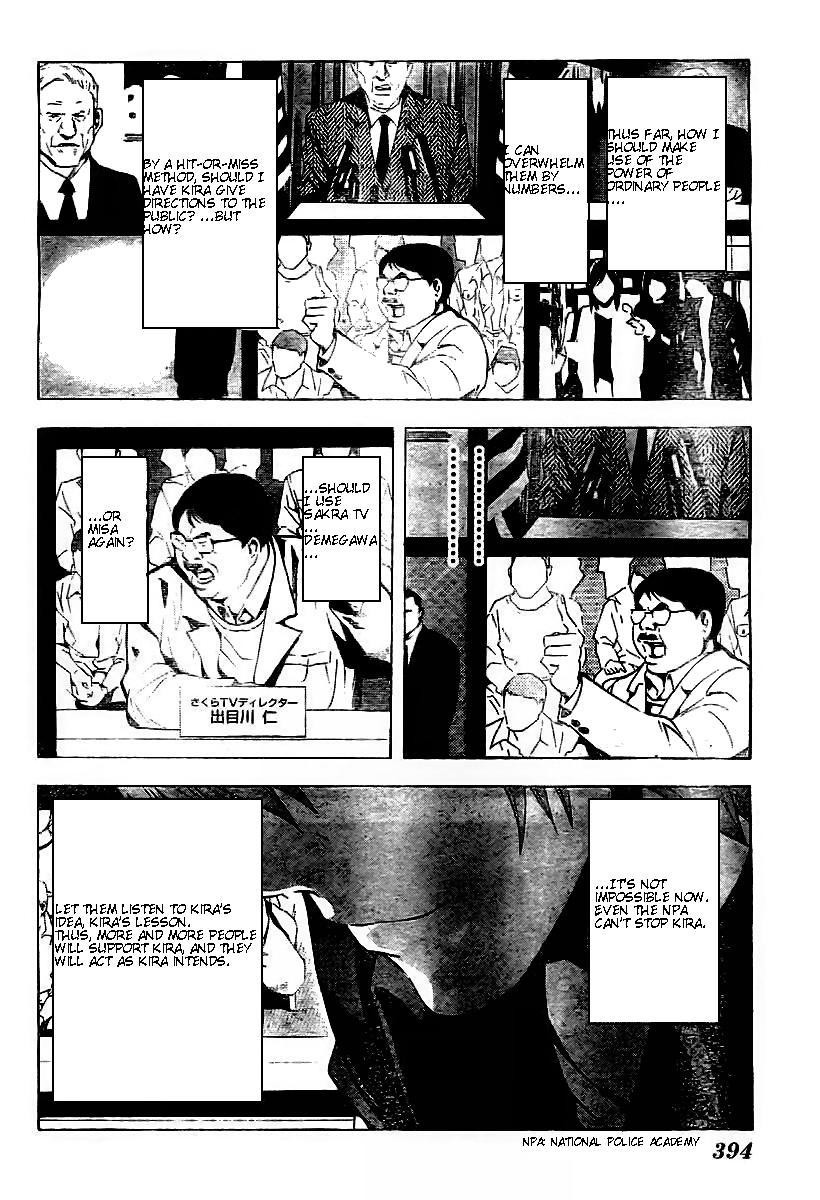 THUS FAR, HOW I
SHOULD MAKE
USE OF THE
POWER OF
ORDINARY PEOPLE
....
I CAN
OVERWHELM
THEM BY
NUMBERS...
BY A HIT-OR-MISS
METHOD, SHOULD I
HAVE KIRA GIVE
DIRECTIONS TO THE
PUBLIC? ...BUT
HOW?
...SHOULD
I USE
SAKRA TV
...
DEMEGAWA
...
...OR
MISA
AGAIN?
さくらTVディレクター
出目川 仁
...IT'S NOT
IMPOSSIBLE NOW.
EVEN THE NPA
CAN'T STOP KIRA.
LET THEM LISTEN TO KIRA'S
IDEA, KIRA'S LESSON.
THUS, MORE AND MORE PEOPLE
WILL SUPPORT KIRA, AND THEY
WILL ACT AS KIRA INTENDS.
NPA: NATIONAL POLICE ACADEMY
394